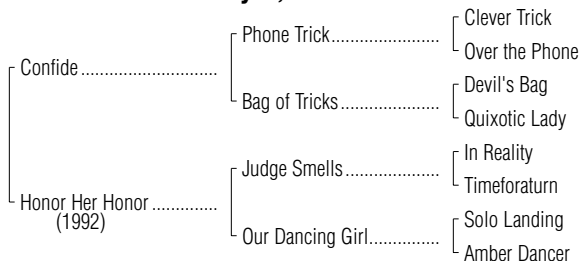 Clever Trick
Phone Trick
Over the Phone
Confide
Devil's Bag
Bag of Tricks
Quixotic Lady
In Reality
Judge Smells
Timeforaturn
Honor Her Honor
(1992)
Solo Landing
Our Dancing Girl
Amber Dancer